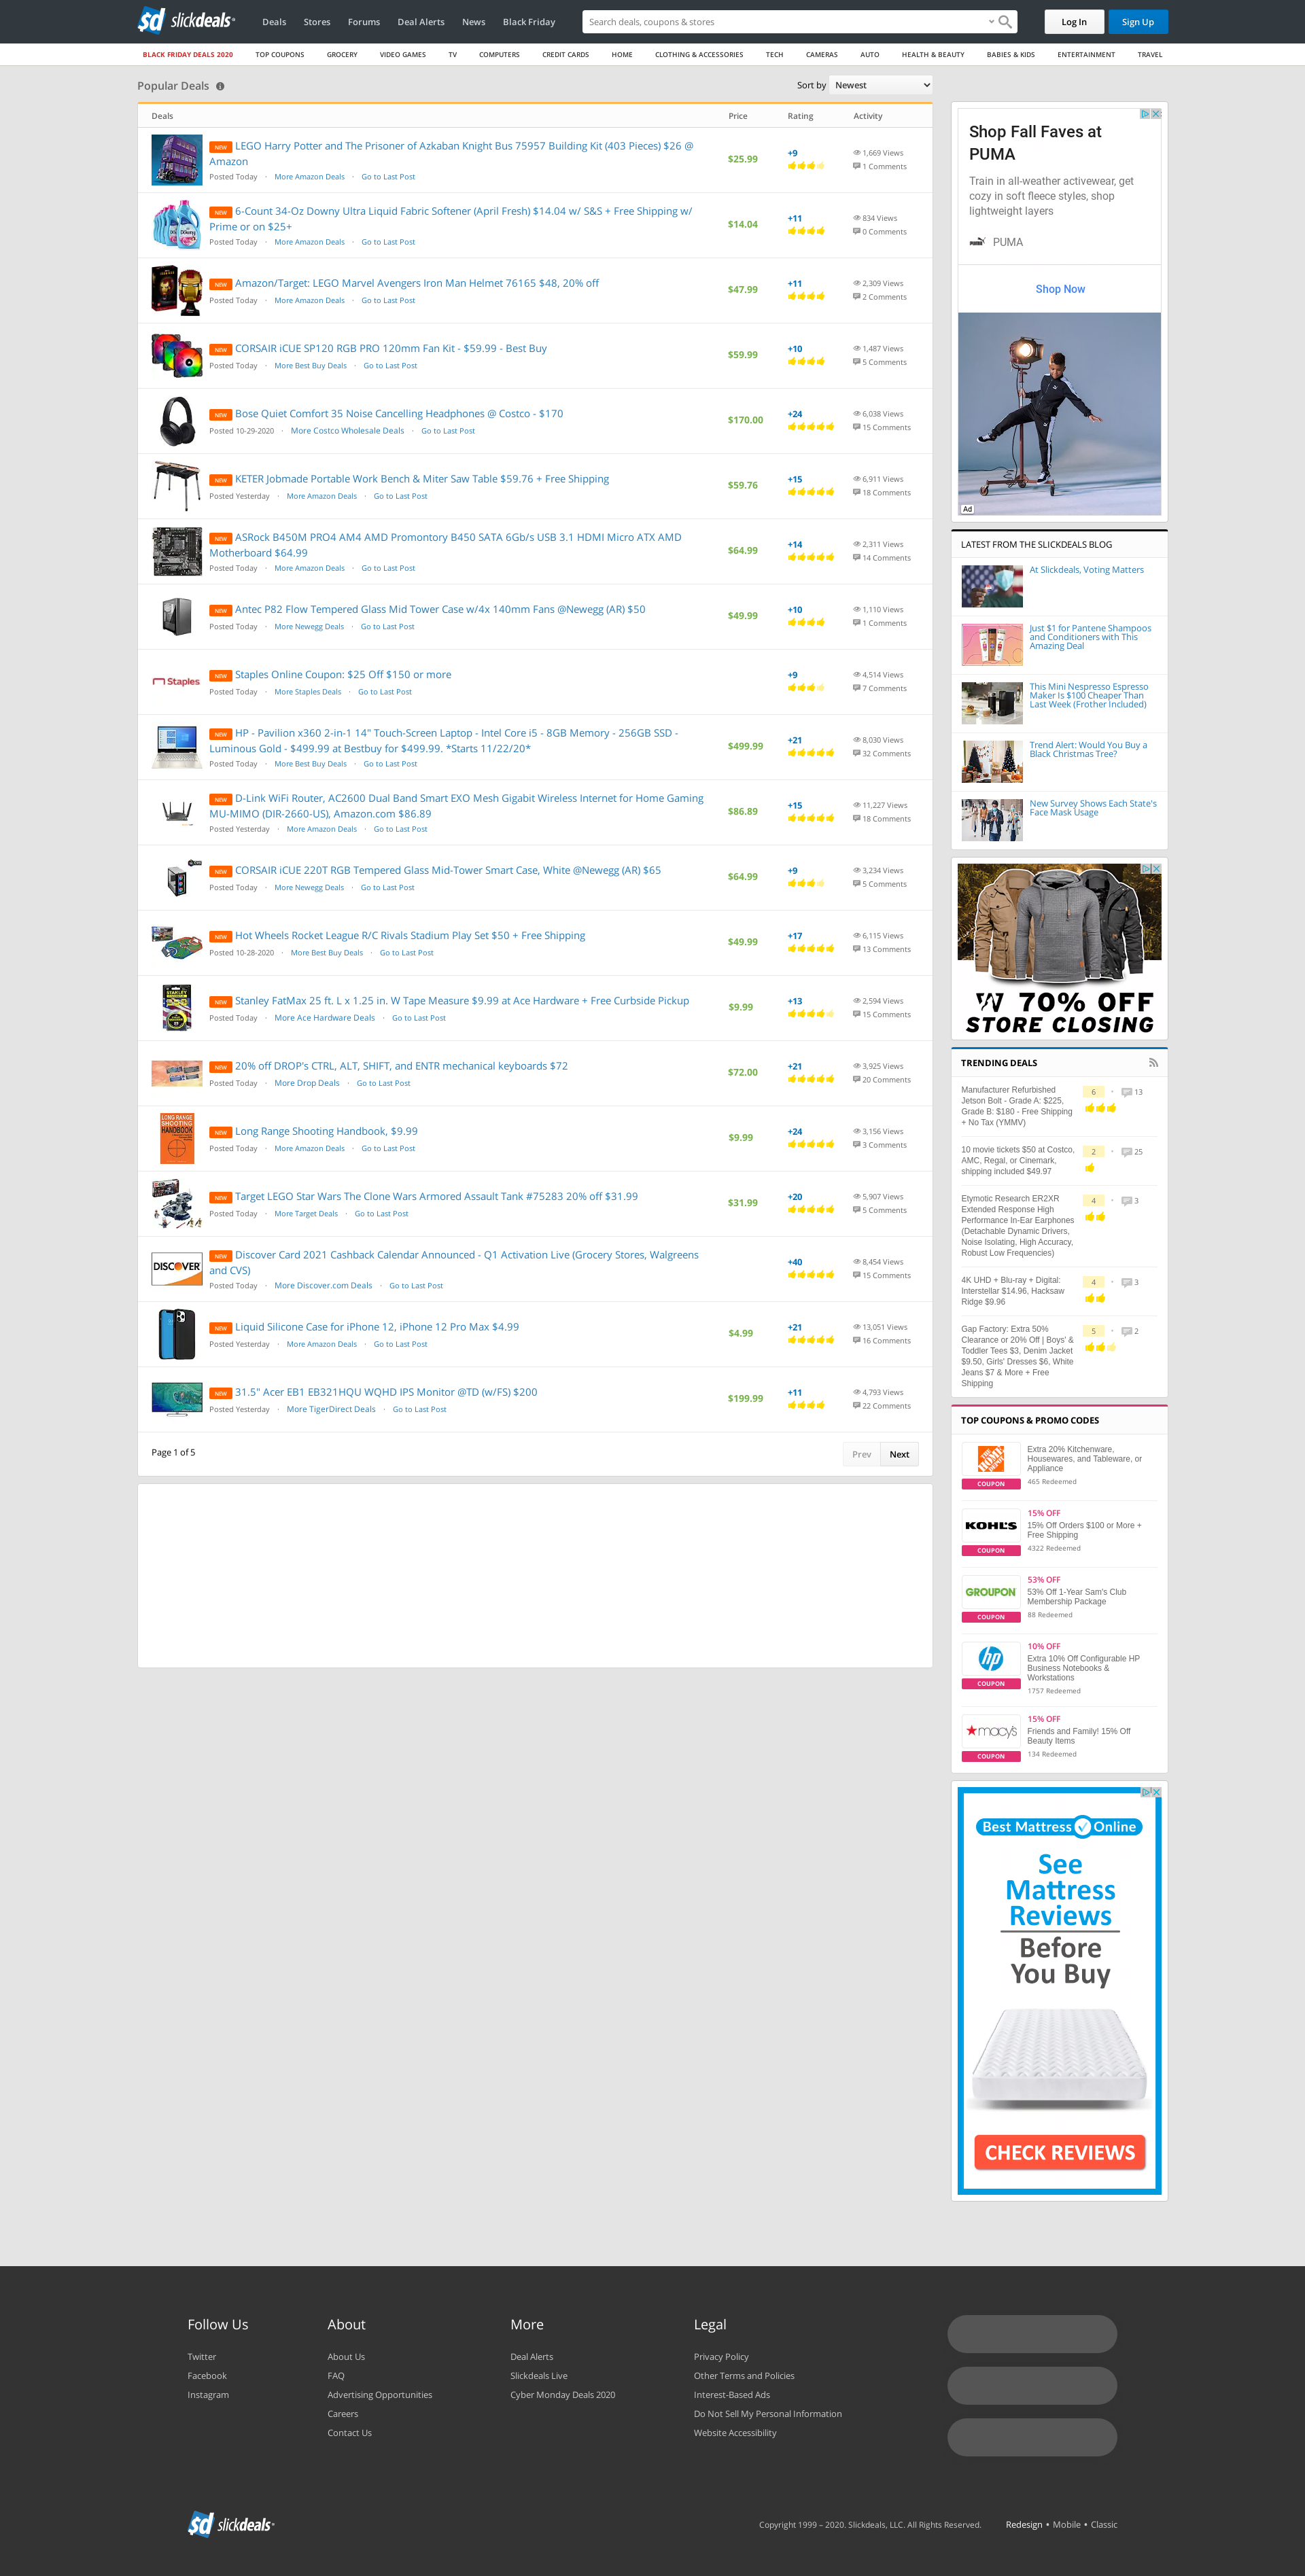 slickdeals
Deals
Stores
Forums
Deal Alerts
News
Black Friday
Search deals, coupons & stores
Log In
Sign Up
BLACK FRIDAY DEALS 2020
TOP COUPONS
GROCERY
VIDEO GAMES
TV
COMPUTERS
CREDIT CARDS
HOME
CLOTHING & ACCESSORIES
TECH
CAMERAS
AUTO
HEALTH & BEAUTY
BABIES & KIDS
ENTERTAINMENT
TRAVEL
Popular Deals
Sort by Newest
Deals Price Rating Activity
NEW LEGO Harry Potter and The Prisoner of Azkaban Knight Bus 75957 Building Kit (403 Pieces) $26 @
Amazon
Posted Today · More Amazon Deals · Go to Last Post
$25.99
+9
1,669 Views
1 Comments
NEW 6-Count 34-Oz Downy Ultra Liquid Fabric Softener (April Fresh) $14.04 w/ S&S + Free Shipping w/
Prime or on $25+
Posted Today · More Amazon Deals · Go to Last Post
$14.04
+11
834 Views
0 Comments
NEW Amazon/Target: LEGO Marvel Avengers Iron Man Helmet 76165 $48, 20% off
Posted Today · More Amazon Deals · Go to Last Post
$47.99
+11
2,309 Views
2 Comments
NEW CORSAIR iCUE SP120 RGB PRO 120mm Fan Kit - $59.99 - Best Buy
Posted Today · More Best Buy Deals · Go to Last Post
$59.99
+10
1,487 Views
5 Comments
NEW Bose Quiet Comfort 35 Noise Cancelling Headphones @ Costco - $170
Posted 10-29-2020 · More Costco Wholesale Deals · Go to Last Post
$170.00
+24
6,038 Views
15 Comments
NEW KETER Jobmade Portable Work Bench & Miter Saw Table $59.76 + Free Shipping
Posted Yesterday · More Amazon Deals · Go to Last Post
$59.76
+15
6,911 Views
18 Comments
NEW ASRock B450M PRO4 AM4 AMD Promontory B450 SATA 6Gb/s USB 3.1 HDMI Micro ATX AMD
Motherboard $64.99
Posted Today · More Amazon Deals · Go to Last Post
$64.99
+14
2,311 Views
14 Comments
NEW Antec P82 Flow Tempered Glass Mid Tower Case w/4x 140mm Fans @Newegg (AR) $50
Posted Today · More Newegg Deals · Go to Last Post
$49.99
+10
1,110 Views
1 Comments
Staples
NEW Staples Online Coupon: $25 Off $150 or more
Posted Today · More Staples Deals · Go to Last Post
+9
4,514 Views
7 Comments
NEW HP - Pavilion x360 2-in-1 14" Touch-Screen Laptop - Intel Core i5 - 8GB Memory - 256GB SSD -
Luminous Gold - $499.99 at Bestbuy for $499.99. *Starts 11/22/20*
Posted Today · More Best Buy Deals · Go to Last Post
$499.99
+21
8,030 Views
32 Comments
NEW D-Link WiFi Router, AC2600 Dual Band Smart EXO Mesh Gigabit Wireless Internet for Home Gaming
MU-MIMO (DIR-2660-US), Amazon.com $86.89
Posted Yesterday · More Amazon Deals · Go to Last Post
$86.89
+15
11,227 Views
18 Comments
NEW CORSAIR iCUE 220T RGB Tempered Glass Mid-Tower Smart Case, White @Newegg (AR) $65
Posted Today · More Newegg Deals · Go to Last Post
$64.99
+9
3,234 Views
5 Comments
NEW Hot Wheels Rocket League R/C Rivals Stadium Play Set $50 + Free Shipping
Posted 10-28-2020 · More Best Buy Deals · Go to Last Post
$49.99
+17
6,115 Views
13 Comments
NEW Stanley FatMax 25 ft. L x 1.25 in. W Tape Measure $9.99 at Ace Hardware + Free Curbside Pickup
Posted Today · More Ace Hardware Deals · Go to Last Post
$9.99
+13
2,594 Views
15 Comments
NEW 20% off DROP's CTRL, ALT, SHIFT, and ENTR mechanical keyboards $72
Posted Today · More Drop Deals · Go to Last Post
$72.00
+21
3,925 Views
20 Comments
LONG RANGE
SHOOTING
HANDBOOK
NEW Long Range Shooting Handbook, $9.99
Posted Today · More Amazon Deals · Go to Last Post
$9.99
+24
3,156 Views
3 Comments
NEW Target LEGO Star Wars The Clone Wars Armored Assault Tank #75283 20% off $31.99
Posted Today · More Target Deals · Go to Last Post
$31.99
+20
5,907 Views
5 Comments
DISCOVER
NEW Discover Card 2021 Cashback Calendar Announced - Q1 Activation Live (Grocery Stores, Walgreens
and CVS)
Posted Today · More Discover.com Deals · Go to Last Post
+40
8,454 Views
15 Comments
NEW Liquid Silicone Case for iPhone 12, iPhone 12 Pro Max $4.99
Posted Yesterday · More Amazon Deals · Go to Last Post
$4.99
+21
13,051 Views
16 Comments
NEW 31.5" Acer EB1 EB321HQU WQHD IPS Monitor @TD (w/FS) $200
Posted Yesterday · More TigerDirect Deals · Go to Last Post
$199.99
+11
4,793 Views
22 Comments
Page 1 of 5
Prev
Next
Shop Fall Faves at
PUMA
Train in all-weather activewear, get
cozy in soft fleece styles, shop
lightweight layers
PUMA
Shop Now
Ad
LATEST FROM THE SLICKDEALS BLOG
At Slickdeals, Voting Matters
Just $1 for Pantene Shampoos
and Conditioners with This
Amazing Deal
This Mini Nespresso Espresso
Maker Is $100 Cheaper Than
Last Week (Frother Included)
Trend Alert: Would You Buy a
Black Christmas Tree?
New Survey Shows Each State's
Face Mask Usage
70% OFF
STORE CLOSING
TRENDING DEALS
Manufacturer Refurbished
Jetson Bolt - Grade A: $225,
Grade B: $180 - Free Shipping
+ No Tax (YMMV)
6 • 13
10 movie tickets $50 at Costco,
AMC, Regal, or Cinemark,
shipping included $49.97
2 • 25
Etymotic Research ER2XR
Extended Response High
Performance In-Ear Earphones
(Detachable Dynamic Drivers,
Noise Isolating, High Accuracy,
Robust Low Frequencies)
4 • 3
4K UHD + Blu-ray + Digital:
Interstellar $14.96, Hacksaw
Ridge $9.96
4 • 3
Gap Factory: Extra 50%
Clearance or 20% Off | Boys' &
Toddler Tees $3, Denim Jacket
$9.50, Girls' Dresses $6, White
Jeans $7 & More + Free
Shipping
5 • 2
TOP COUPONS & PROMO CODES
COUPON
Extra 20% Kitchenware,
Housewares, and Tableware, or
Appliance
465 Redeemed
KOHL'S
COUPON
15% OFF
15% Off Orders $100 or More +
Free Shipping
4322 Redeemed
GROUPON
COUPON
53% OFF
53% Off 1-Year Sam's Club
Membership Package
88 Redeemed
hp
COUPON
10% OFF
Extra 10% Off Configurable HP
Business Notebooks &
Workstations
1757 Redeemed
macy's
COUPON
15% OFF
Friends and Family! 15% Off
Beauty Items
134 Redeemed
Best Mattress Online
See
Mattress
Reviews
Before
You Buy
CHECK REVIEWS
Follow Us
Twitter
Facebook
Instagram
About
About Us
FAQ
Advertising Opportunities
Careers
Contact Us
More
Deal Alerts
Slickdeals Live
Cyber Monday Deals 2020
Legal
Privacy Policy
Other Terms and Policies
Interest-Based Ads
Do Not Sell My Personal Information
Website Accessibility
slickdeals
Copyright 1999 – 2020. Slickdeals, LLC. All Rights Reserved.
Redesign • Mobile • Classic